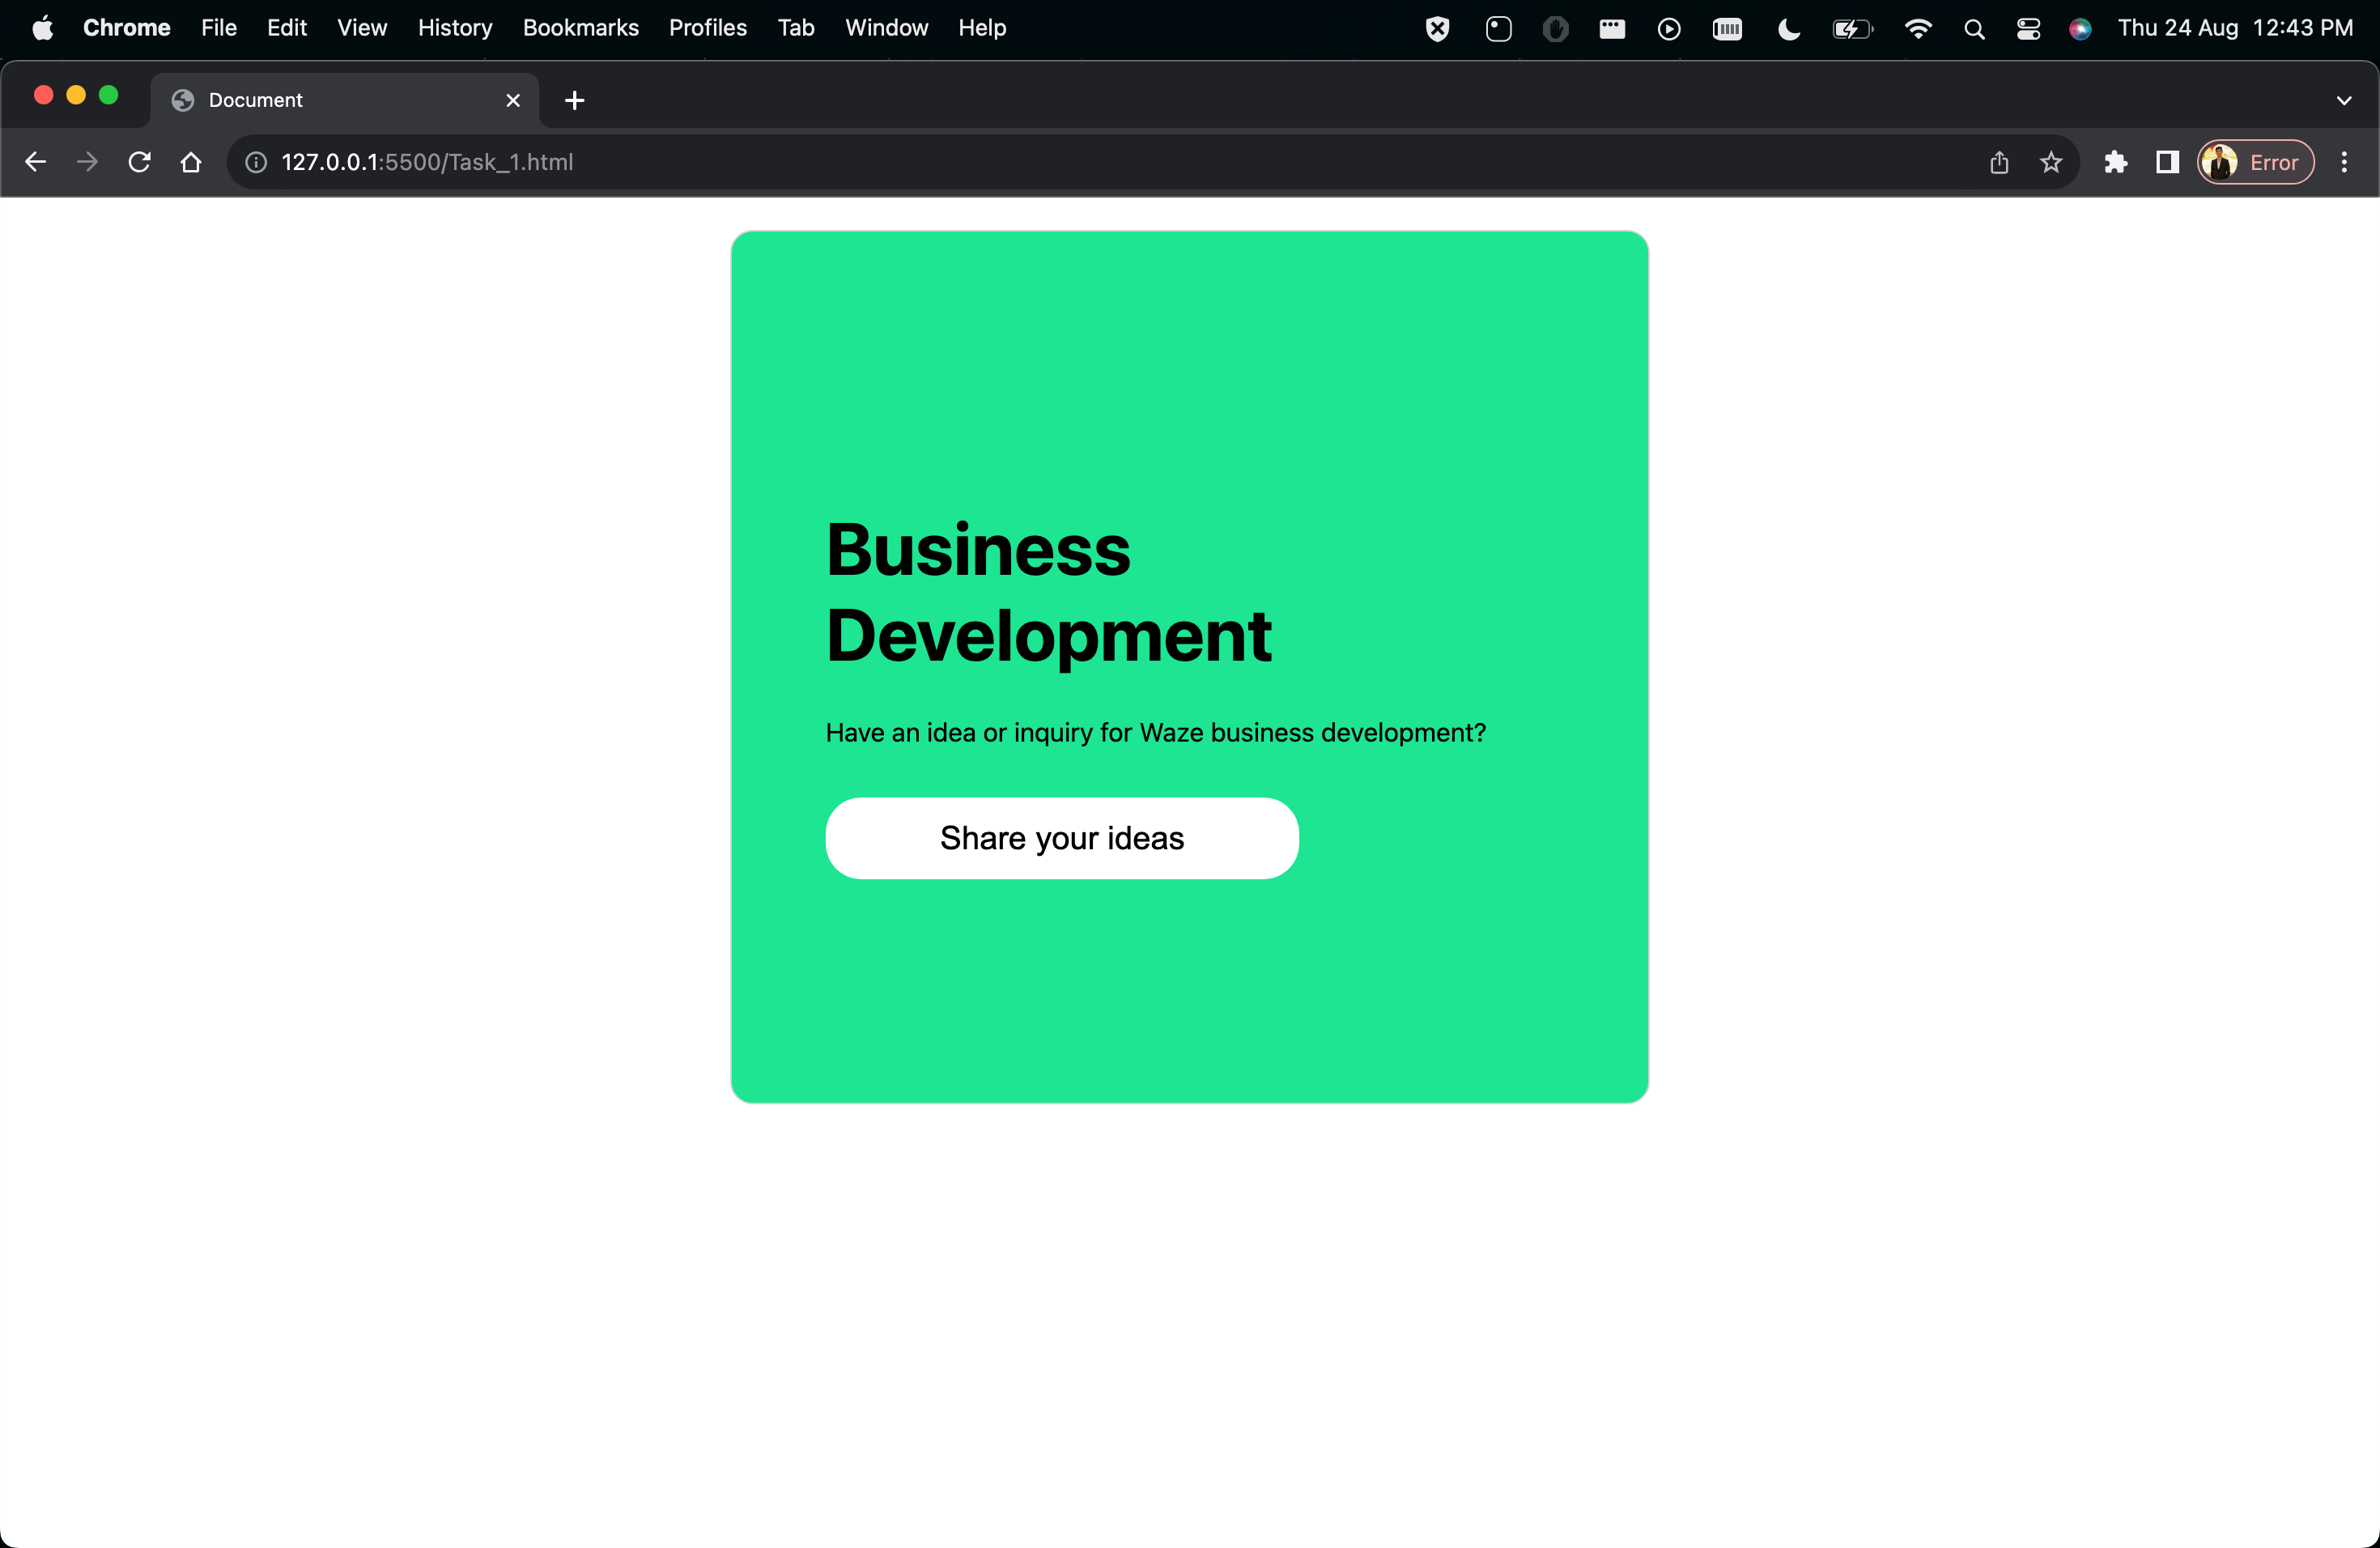 Chrome File Edit View History Bookmarks Profiles Tab Window Help Thu 24 Aug 12:43 PM
Document
127.0.0.1:5500/Task_1.html Error
Business
Development
Have an idea or inquiry for Waze business development?
Share your ideas